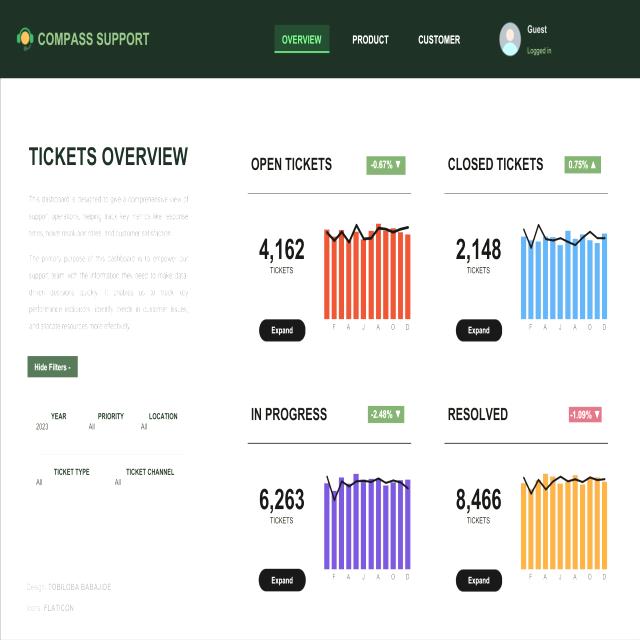 COMPASS SUPPORT
OVERVIEW
PRODUCT
CUSTOMER
Guest
Logged in
TICKETS OVERVIEW
This dashboard is designed to give a comprehensive view of
support operations, helping track key metrics like response
times, ticket resolution rates, and customer satisfaction.
The primary purpose of this dashboard is to empower our
support team with the information they need to make data-
driven decisions quickly. It enables us to track key
performance indicators, identify trends in customer issues,
and allocate resources more effectively.
Hide Filters -
YEAR
2023
PRIORITY
All
LOCATION
All
TICKET TYPE
All
TICKET CHANNEL
All
Design: TOBILOBA BABAJIDE
Icons: FLATICON
OPEN TICKETS
-0.67% ▼
4,162
TICKETS
Expand
F A J A O D
CLOSED TICKETS
0.75% ▲
2,148
TICKETS
Expand
F A J A O D
IN PROGRESS
-2.48% ▼
6,263
TICKETS
Expand
F A J A O D
RESOLVED
-1.09% ▼
8,466
TICKETS
Expand
F A J A O D